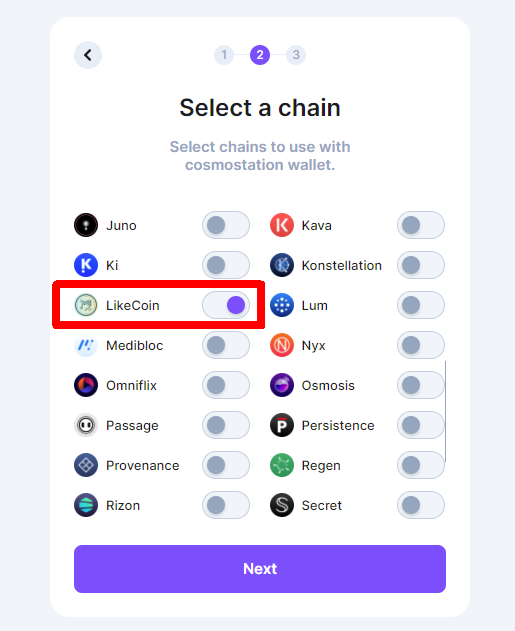 1 2 3
Select a chain
Select chains to use with
cosmostation wallet.
Juno Kava
Ki Konstellation
LikeCoin Lum
Medibloc Nyx
Omniflix Osmosis
Passage Persistence
Provenance Regen
Rizon Secret
Next